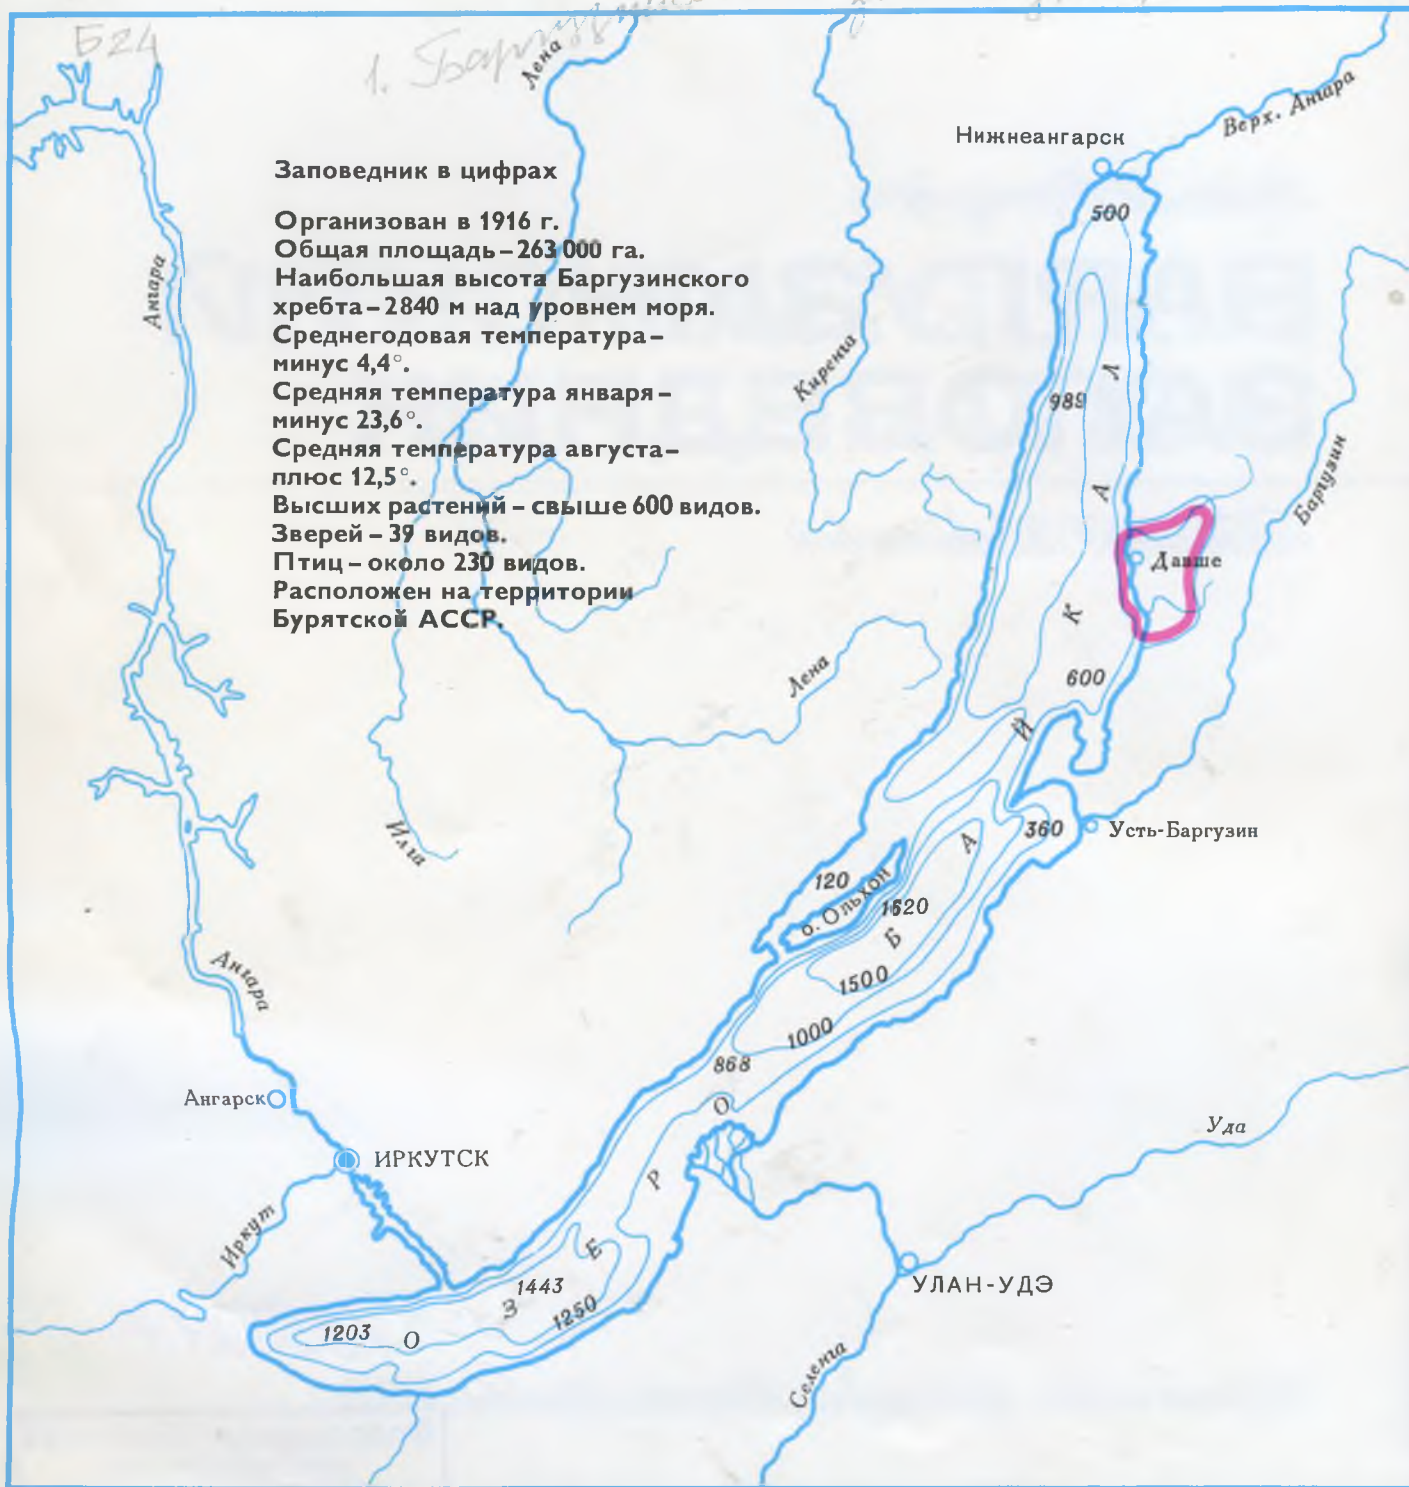 Б24
1.
Лена
Верх. Ангара
Нижнеангарск
Заповедник в цифрах
Организован в 1916 г.
Общая площадь–263 000 га.
Наибольшая высота Баргузинского
хребта–2840 м над уровнем моря.
Среднегодовая температура–
минус 4,4°.
Средняя температура января–
минус 23,6°.
Средняя температура августа–
плюс 12,5°.
Высших растений – свыше 600 видов.
Зверей – 39 видов.
Птиц – около 230 видов.
Расположен на территории
Бурятской АССР.
500
Ангара
Киренга
989
Баргузин
Давше
600
Лена
Илга
360
Усть-Баргузин
120
о. Ольхон
1620
1500
1000
868
Ангара
Ангарск
ИРКУТСК
Иркут
Уда
УЛАН-УДЭ
Селенга
1443
1250
1203
ОЗЕРО БАЙКАЛ